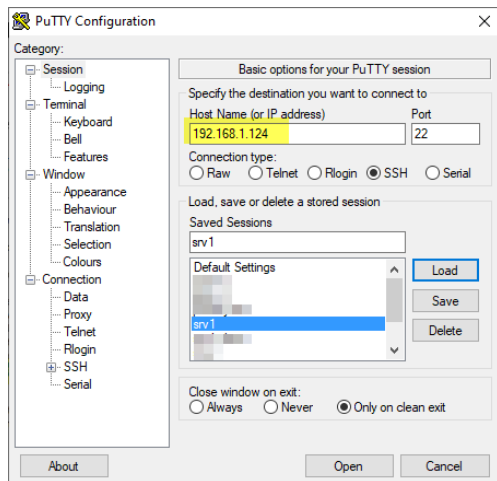 PuTTY Configuration
Category:
Session
Logging
Terminal
Keyboard
Bell
Features
Window
Appearance
Behaviour
Translation
Selection
Colours
Connection
Data
Proxy
Telnet
Rlogin
SSH
Serial
Basic options for your PuTTY session
Specify the destination you want to connect to
Host Name (or IP address) Port
192.168.1.124 22
Connection type:
Raw Telnet Rlogin SSH Serial
Load, save or delete a stored session
Saved Sessions
srv1
Default Settings
srv1
Load
Save
Delete
Close window on exit:
Always Never Only on clean exit
About Open Cancel